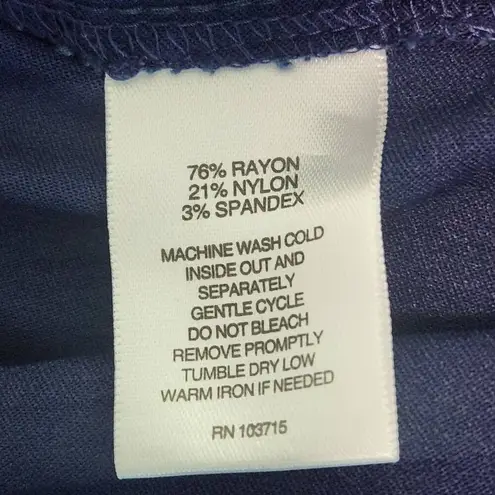 76% RAYON
21% NYLON
3% SPANDEX
MACHINE WASH COLD
INSIDE OUT AND
SEPARATELY
GENTLE CYCLE
DO NOT BLEACH
REMOVE PROMPTLY
TUMBLE DRY LOW
WARM IRON IF NEEDED
RN 103715